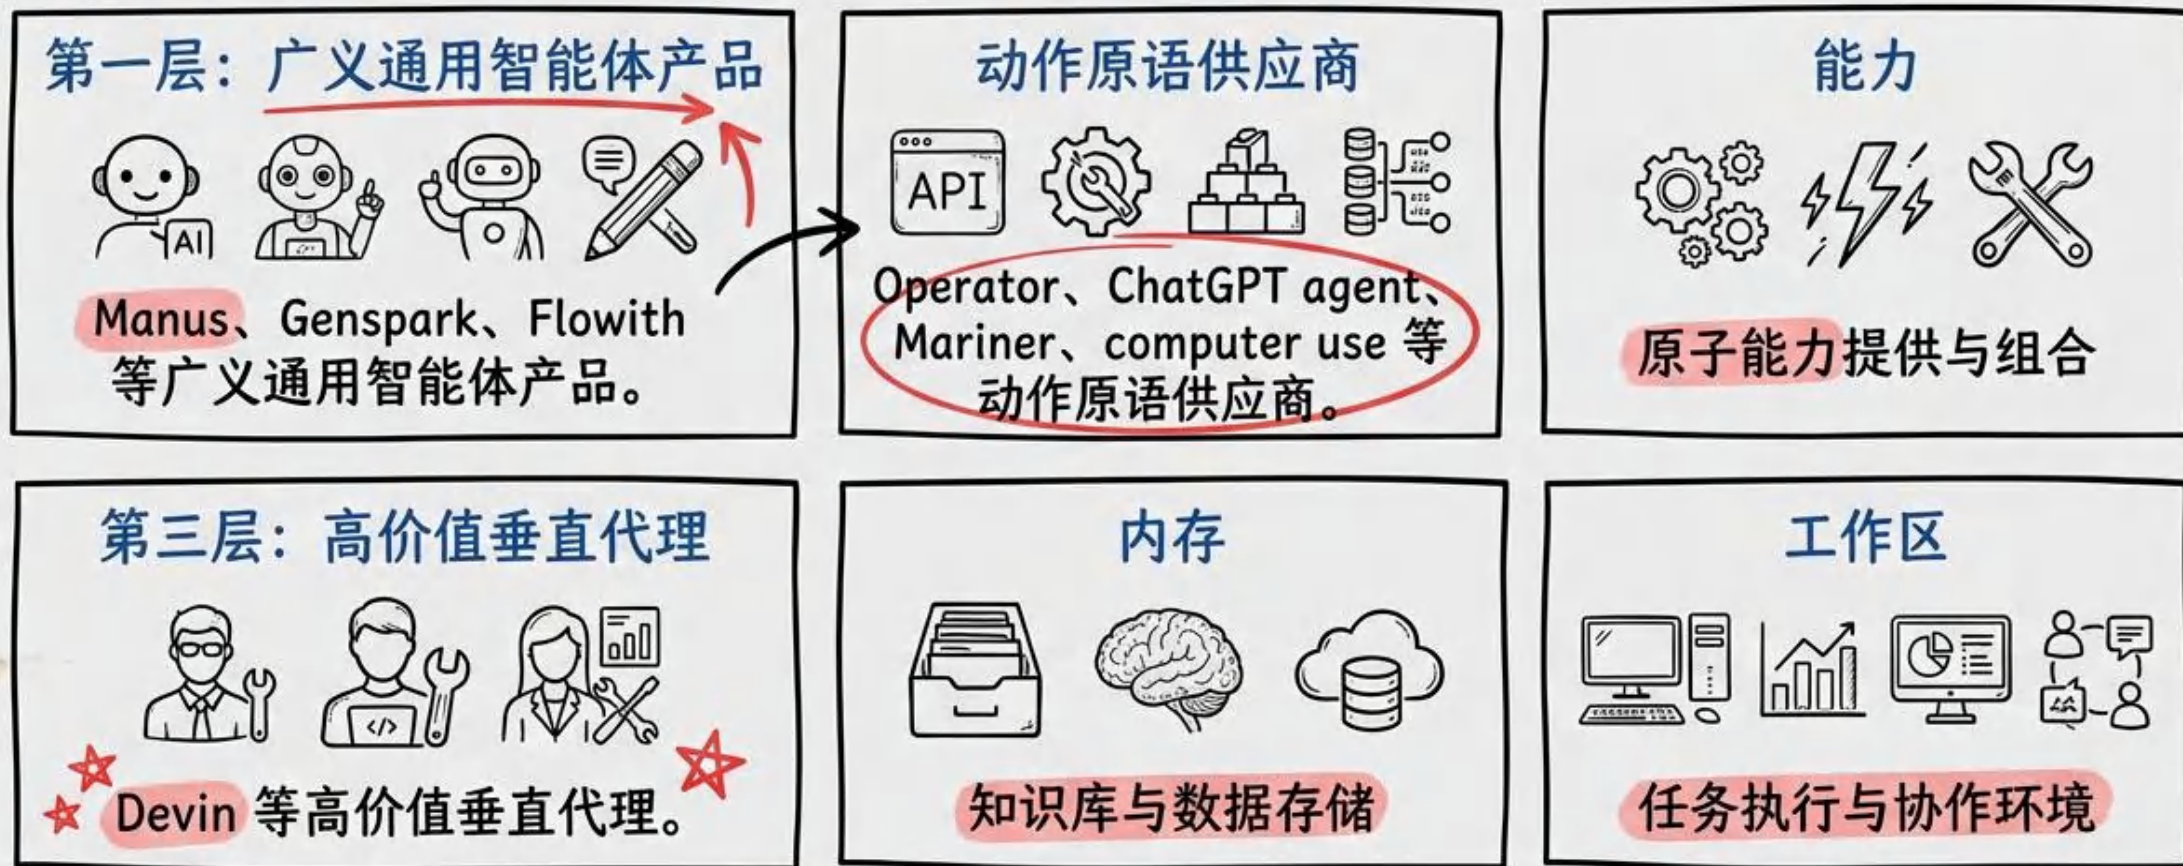 第一层：广义通用智能体产品
AI
Manus、Genspark、Flowith
等广义通用智能体产品。
动作原语供应商
API
Operator、ChatGPT agent、
Mariner、computer use 等
动作原语供应商。
能力
原子能力提供与组合
第三层：高价值垂直代理
</>
Devin 等高价值垂直代理。
内存
知识库与数据存储
工作区
任务执行与协作环境